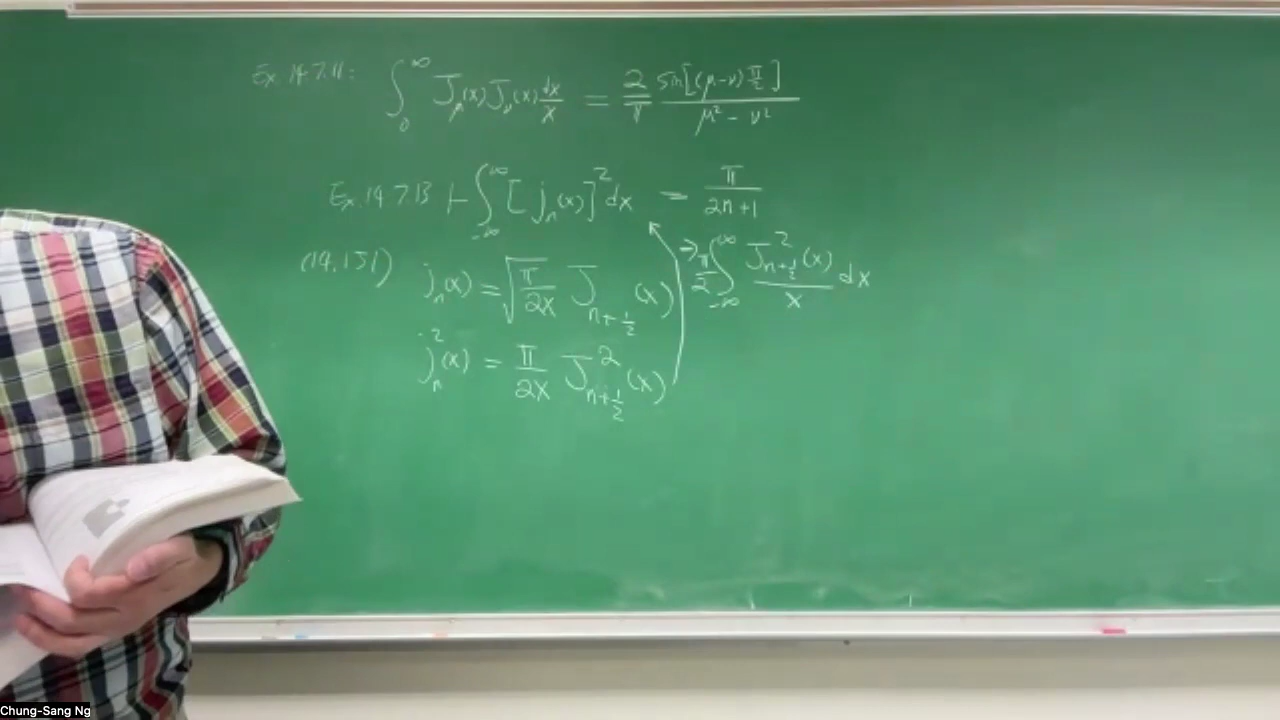 Ex. 14.7.11: ∫₀^∞ J_μ(x) J_ν(x) dx/x = 2/π sin[(μ-ν)π/2] / (μ² - ν²)
Ex. 14.7.13 ∫_{-∞}^{∞} [j_n(x)]² dx = π/(2n+1)
(14.151) j_n(x) = √(π/2x) J_{n+1/2}(x)
⇒ π/2 ∫_{-∞}^{∞} J²_{n+1/2}(x)/x dx
j_n²(x) = π/2x J²_{n+1/2}(x)
Chung-Sang Ng